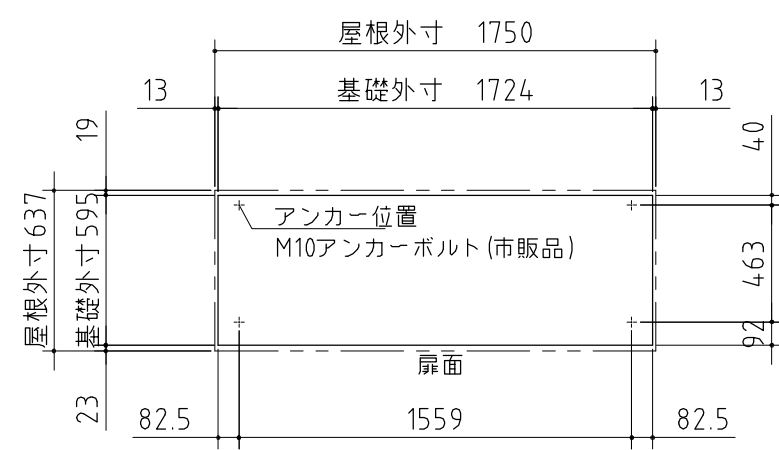 屋根外寸 1750
13
基礎外寸 1724
13
19
40
屋根外寸637
基礎外寸595
アンカー位置
M10アンカーボルト(市販品)
463
92
扉面
23
82.5
1559
82.5